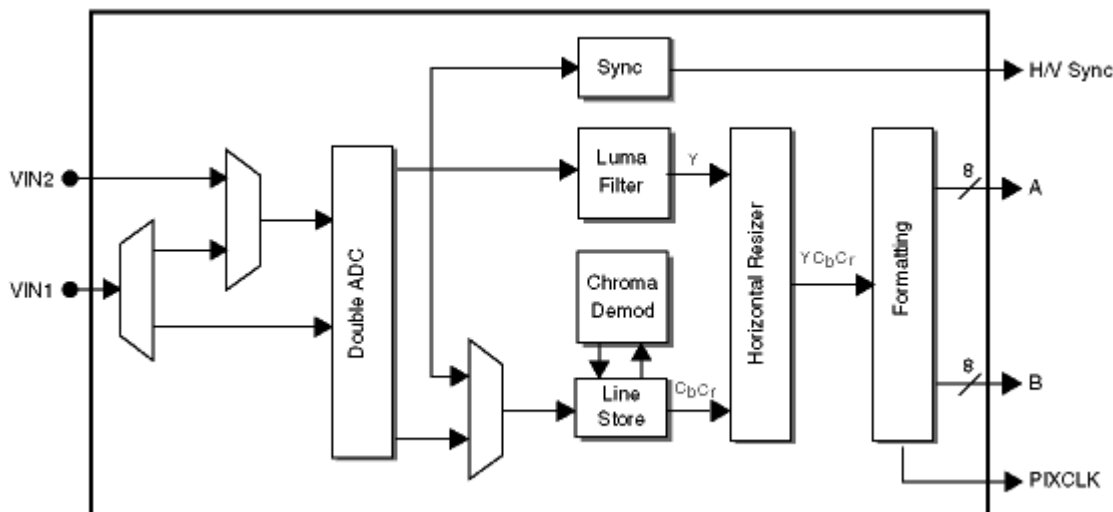 Sync
H/V Sync
VIN2
VIN1
Double ADC
Luma
Filter
Y
Chroma
Demod
Line
Store
CbCr
Horizontal Resizer
YCbCr
Formatting
8
A
8
B
PIXCLK